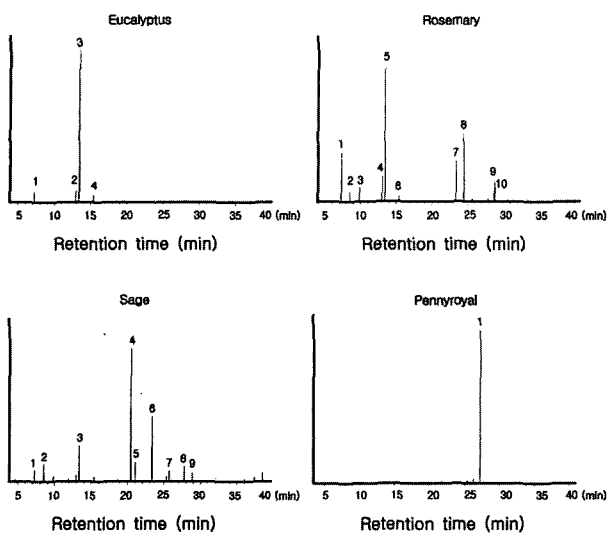 Eucalyptus
3
1
2
4
5 10 15 20 25 30 35 40 (min)
Retention time (min)
Rosemary
5
1
8
7
4
9
2 3
6
10
5 10 15 20 25 30 35 40 (min)
Retention time (min)
Sage
4
6
3
5
1 2
7 8 9
5 10 15 20 25 30 35 40 (min)
Retention time (min)
Pennyroyal
1
5 10 15 20 25 30 35 40 (min)
Retention time (min)